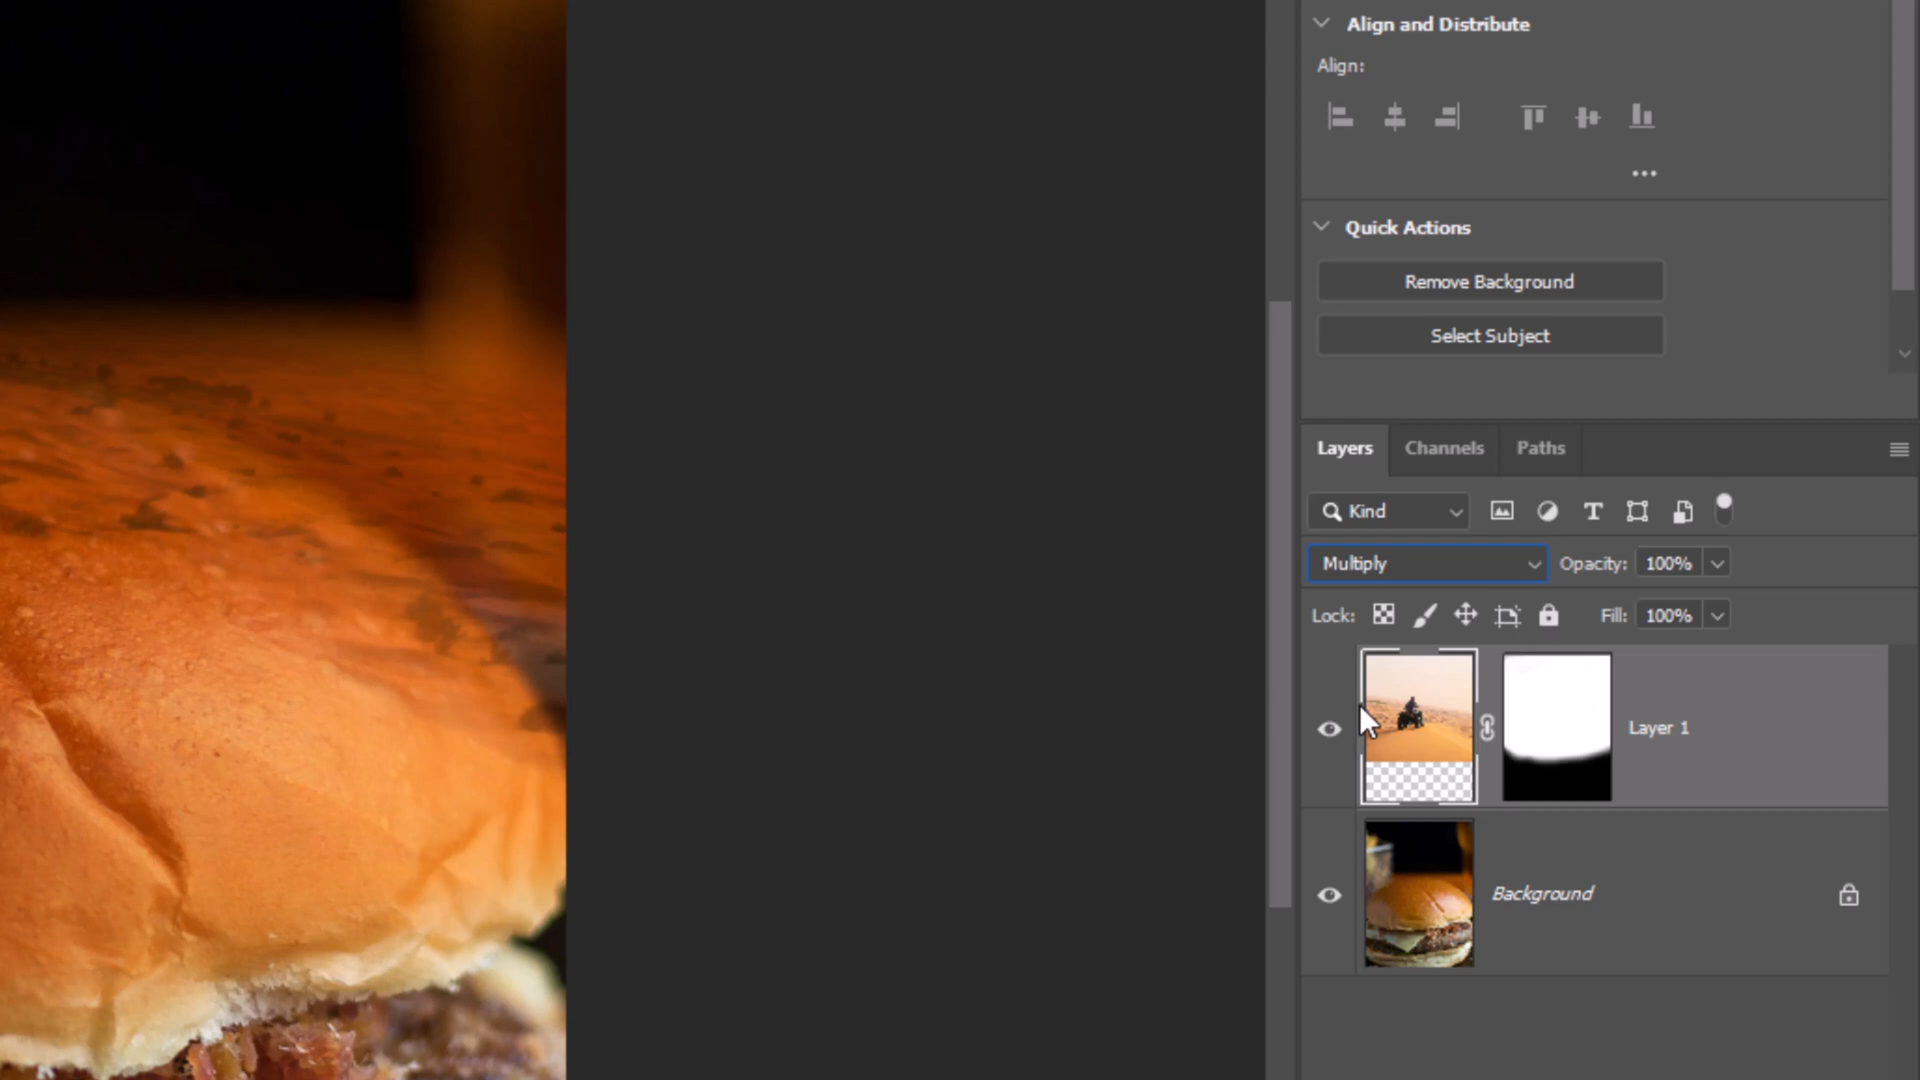 Align and Distribute
Align:
Quick Actions
Remove Background
Select Subject
Layers Channels Paths
Kind
Multiply Opacity: 100%
Lock: Fill: 100%
Layer 1
Background